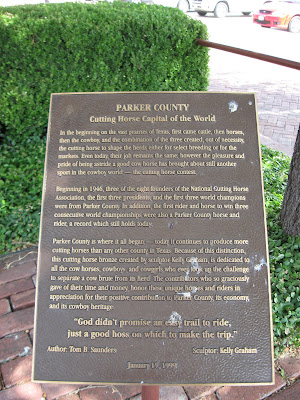 PARKER COUNTY
Cutting Horse Capital of the World
In the beginning on the vast prairies of Texas, first came cattle, then horses,
then the cowboy, and the combination of the three created, out of necessity,
the cutting horse to shape the herds either for select breeding or for the
markets. Even today, their job remains the same; however the pleasure and
pride of being astride a good cow horse has brought about still another
sport in the cowboy world — the cutting horse contest.
Beginning in 1946, three of the eight founders of the National Cutting Horse
Association, the first three presidents and the first three world champions
were from Parker County. In addition, the first rider and horse to win three
consecutive world championships were also a Parker County horse and
rider, a record which still holds today.
Parker County is where it all began — today it continues to produce more
cutting horses than any other county in Texas. Because of this distinction,
this cutting horse bronze created by sculptor Kelly Graham, is dedicated to
all the cow horses, cowboys, and cowgirls who ever took up the challenge
to separate a cow brute from its herd. The contributors who so graciously
gave of their time and money, honor these unique horses and riders in
appreciation for their positive contribution to Parker County, its economy,
and its cowboy heritage.
"God didn't promise an easy trail to ride,
just a good hoss on which to make the trip."
Author: Tom B. Saunders Sculptor: Kelly Graham
January 1, 1999